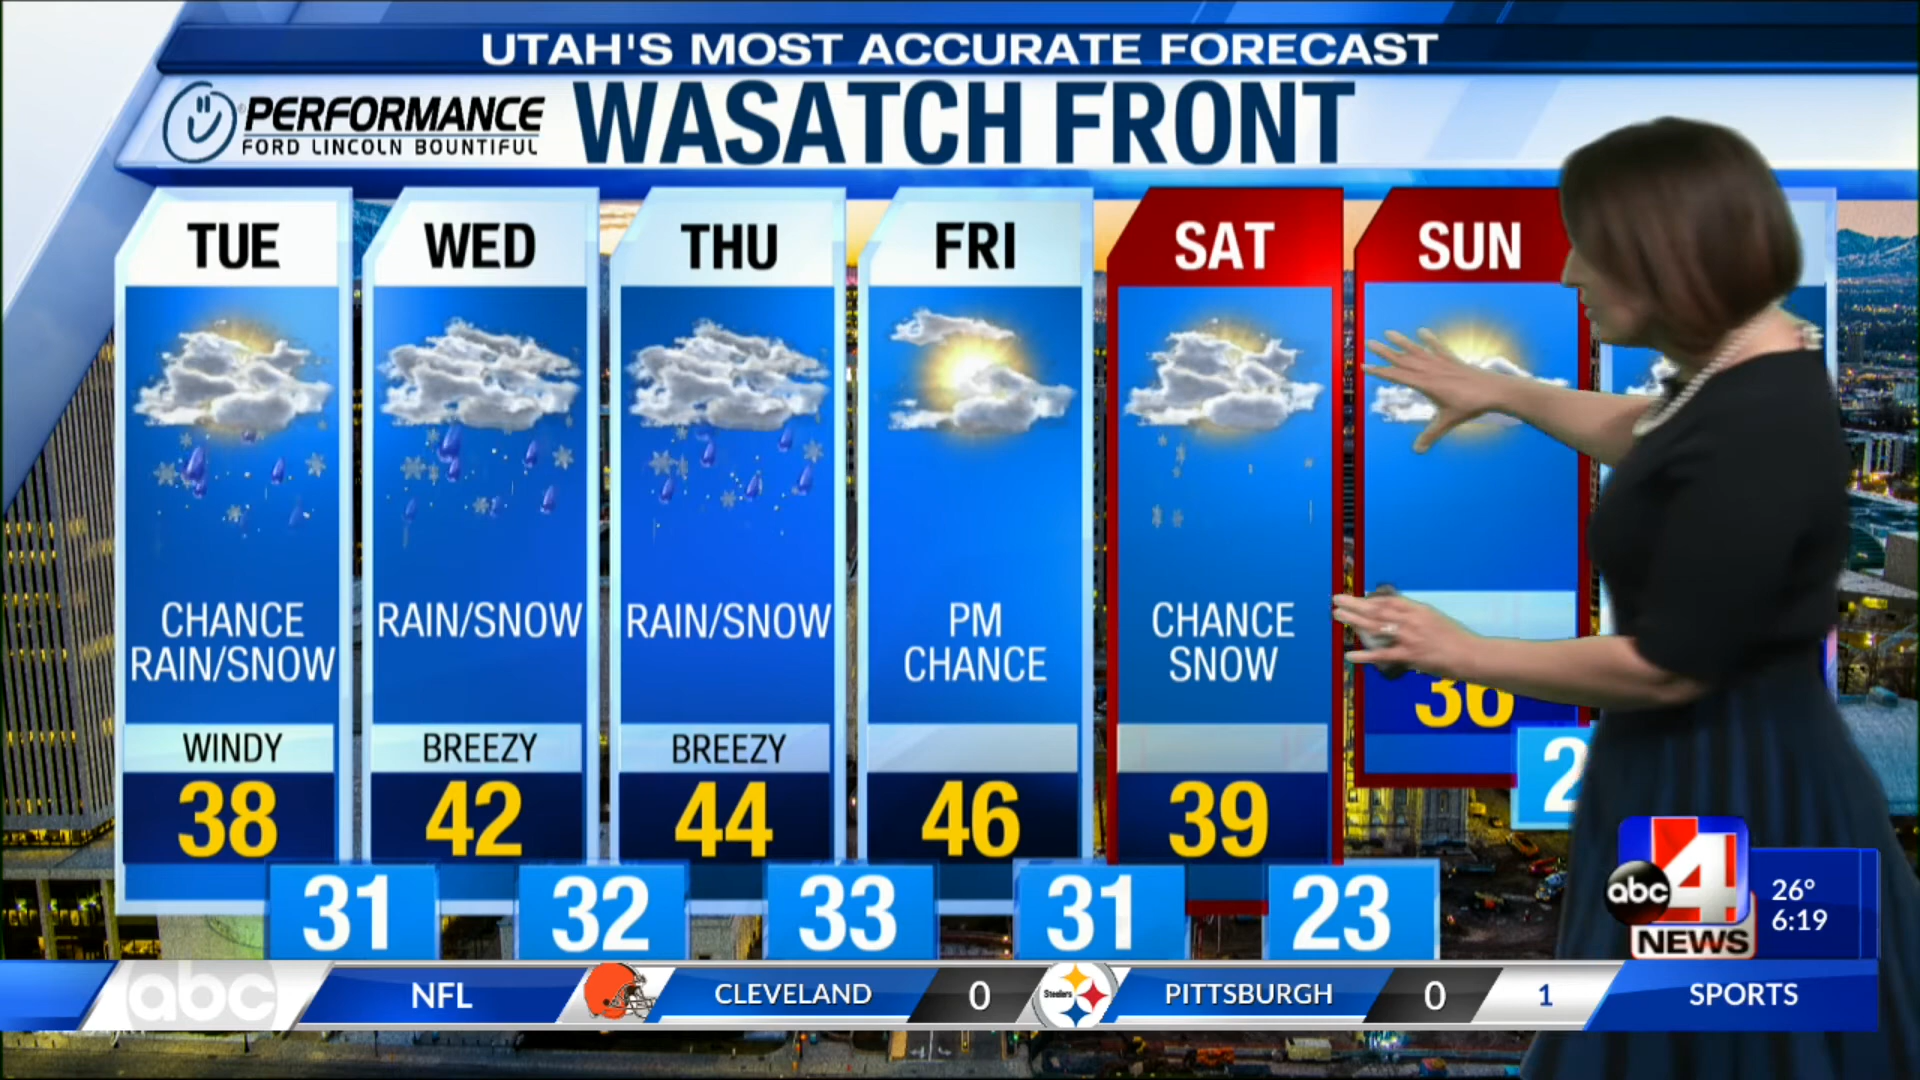 UTAH'S MOST ACCURATE FORECAST
PERFORMANCE
FORD LINCOLN BOUNTIFUL
WASATCH FRONT
TUE
WED
THU
FRI
SAT
SUN
CHANCE
RAIN/SNOW
RAIN/SNOW
RAIN/SNOW
PM
CHANCE
CHANCE
SNOW
WINDY
BREEZY
BREEZY
38
42
44
46
39
36
31
32
33
31
23
2
abc
4
NEWS
26°
6:19
abc
NFL
CLEVELAND
0
Steelers
PITTSBURGH
0
1
SPORTS